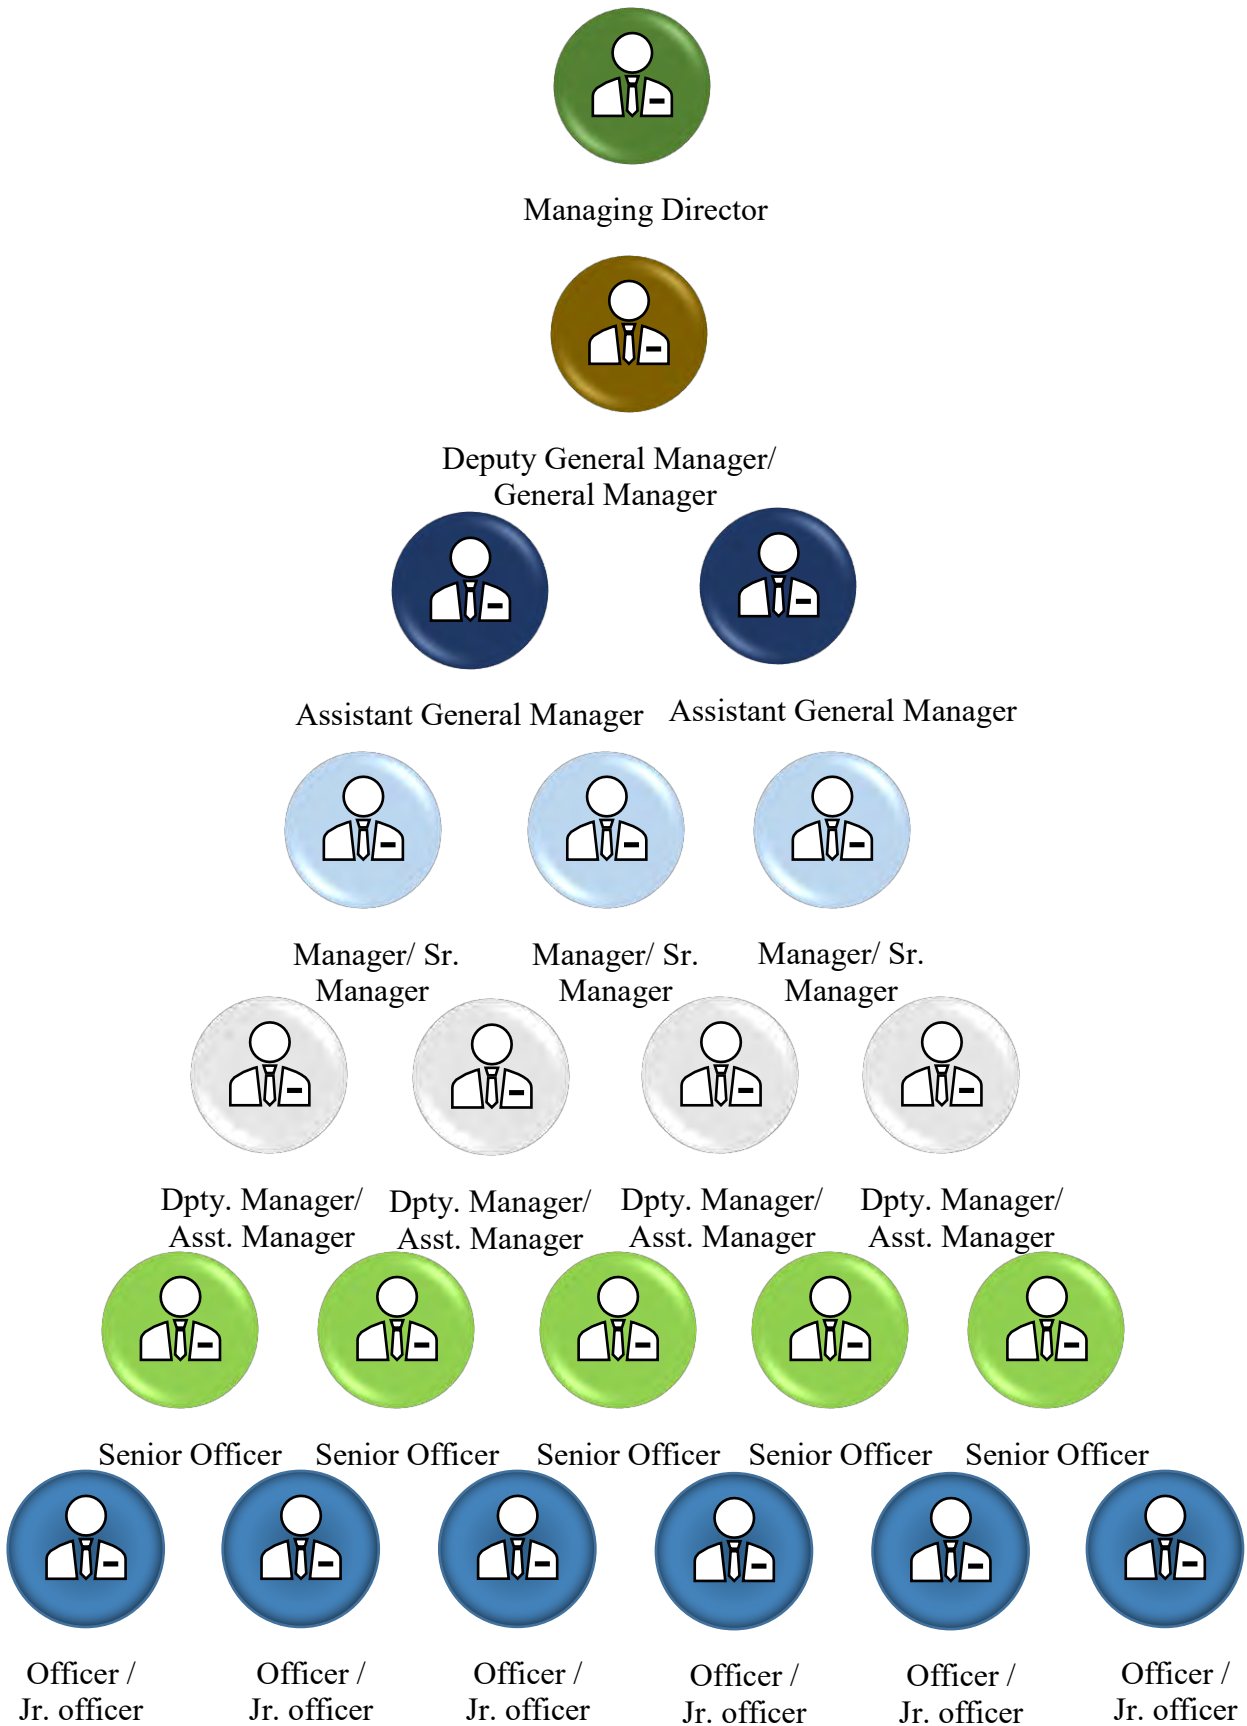 Managing Director
Deputy General Manager/
General Manager
Assistant General Manager
Assistant General Manager
Manager/ Sr.
Manager
Manager/ Sr.
Manager
Manager/ Sr.
Manager
Dpty. Manager/
Asst. Manager
Dpty. Manager/
Asst. Manager
Dpty. Manager/
Asst. Manager
Dpty. Manager/
Asst. Manager
Senior Officer
Senior Officer
Senior Officer
Senior Officer
Senior Officer
Officer /
Jr. officer
Officer /
Jr. officer
Officer /
Jr. officer
Officer /
Jr. officer
Officer /
Jr. officer
Officer /
Jr. officer